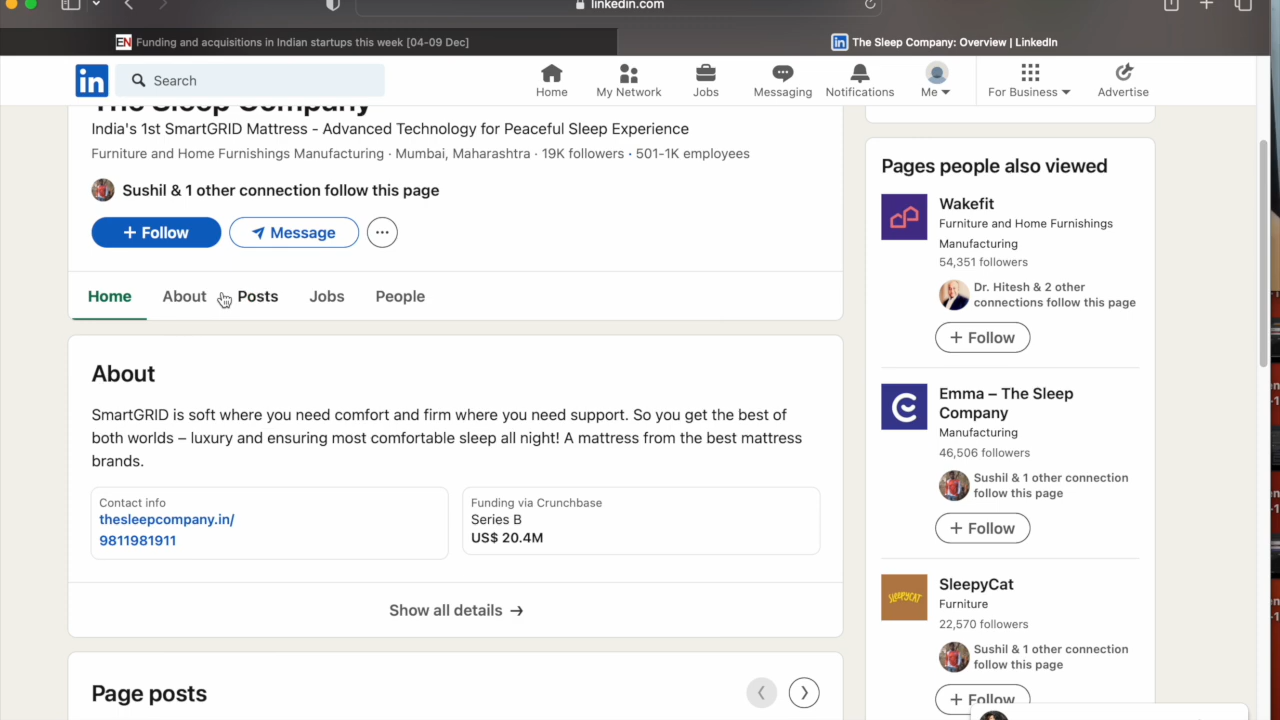 linkedin.com
EN Funding and acquisitions in Indian startups this week [04-09 Dec]
in The Sleep Company: Overview | LinkedIn
in Search
Home
My Network
Jobs
Messaging
Notifications
Me
For Business
Advertise
The Sleep Company
India's 1st SmartGRID Mattress - Advanced Technology for Peaceful Sleep Experience
Furniture and Home Furnishings Manufacturing · Mumbai, Maharashtra · 19K followers · 501-1K employees
Sushil & 1 other connection follow this page
+ Follow
Message
Home
About
Posts
Jobs
People
About
SmartGRID is soft where you need comfort and firm where you need support. So you get the best of
both worlds – luxury and ensuring most comfortable sleep all night! A mattress from the best mattress
brands.
Contact info
thesleepcompany.in/
9811981911
Funding via Crunchbase
Series B
US$ 20.4M
Show all details →
Page posts
Pages people also viewed
Wakefit
Furniture and Home Furnishings
Manufacturing
54,351 followers
Dr. Hitesh & 2 other
connections follow this page
+ Follow
Emma – The Sleep
Company
Manufacturing
46,506 followers
Sushil & 1 other connection
follow this page
+ Follow
SLEEPYCAT
SleepyCat
Furniture
22,570 followers
Sushil & 1 other connection
follow this page
+ Follow